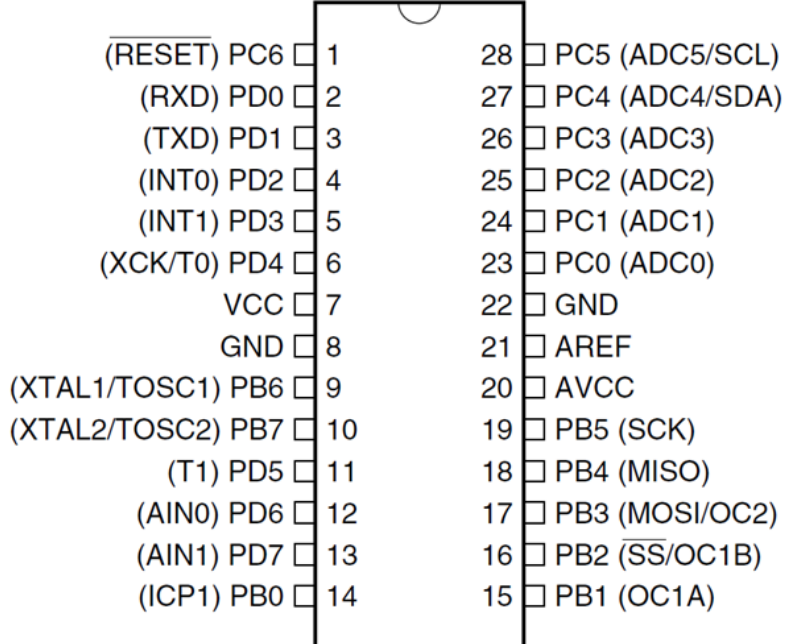 (RESET) PC6 1 28 PC5 (ADC5/SCL)
(RXD) PD0 2 27 PC4 (ADC4/SDA)
(TXD) PD1 3 26 PC3 (ADC3)
(INT0) PD2 4 25 PC2 (ADC2)
(INT1) PD3 5 24 PC1 (ADC1)
(XCK/T0) PD4 6 23 PC0 (ADC0)
VCC 7 22 GND
GND 8 21 AREF
(XTAL1/TOSC1) PB6 9 20 AVCC
(XTAL2/TOSC2) PB7 10 19 PB5 (SCK)
(T1) PD5 11 18 PB4 (MISO)
(AIN0) PD6 12 17 PB3 (MOSI/OC2)
(AIN1) PD7 13 16 PB2 (SS/OC1B)
(ICP1) PB0 14 15 PB1 (OC1A)